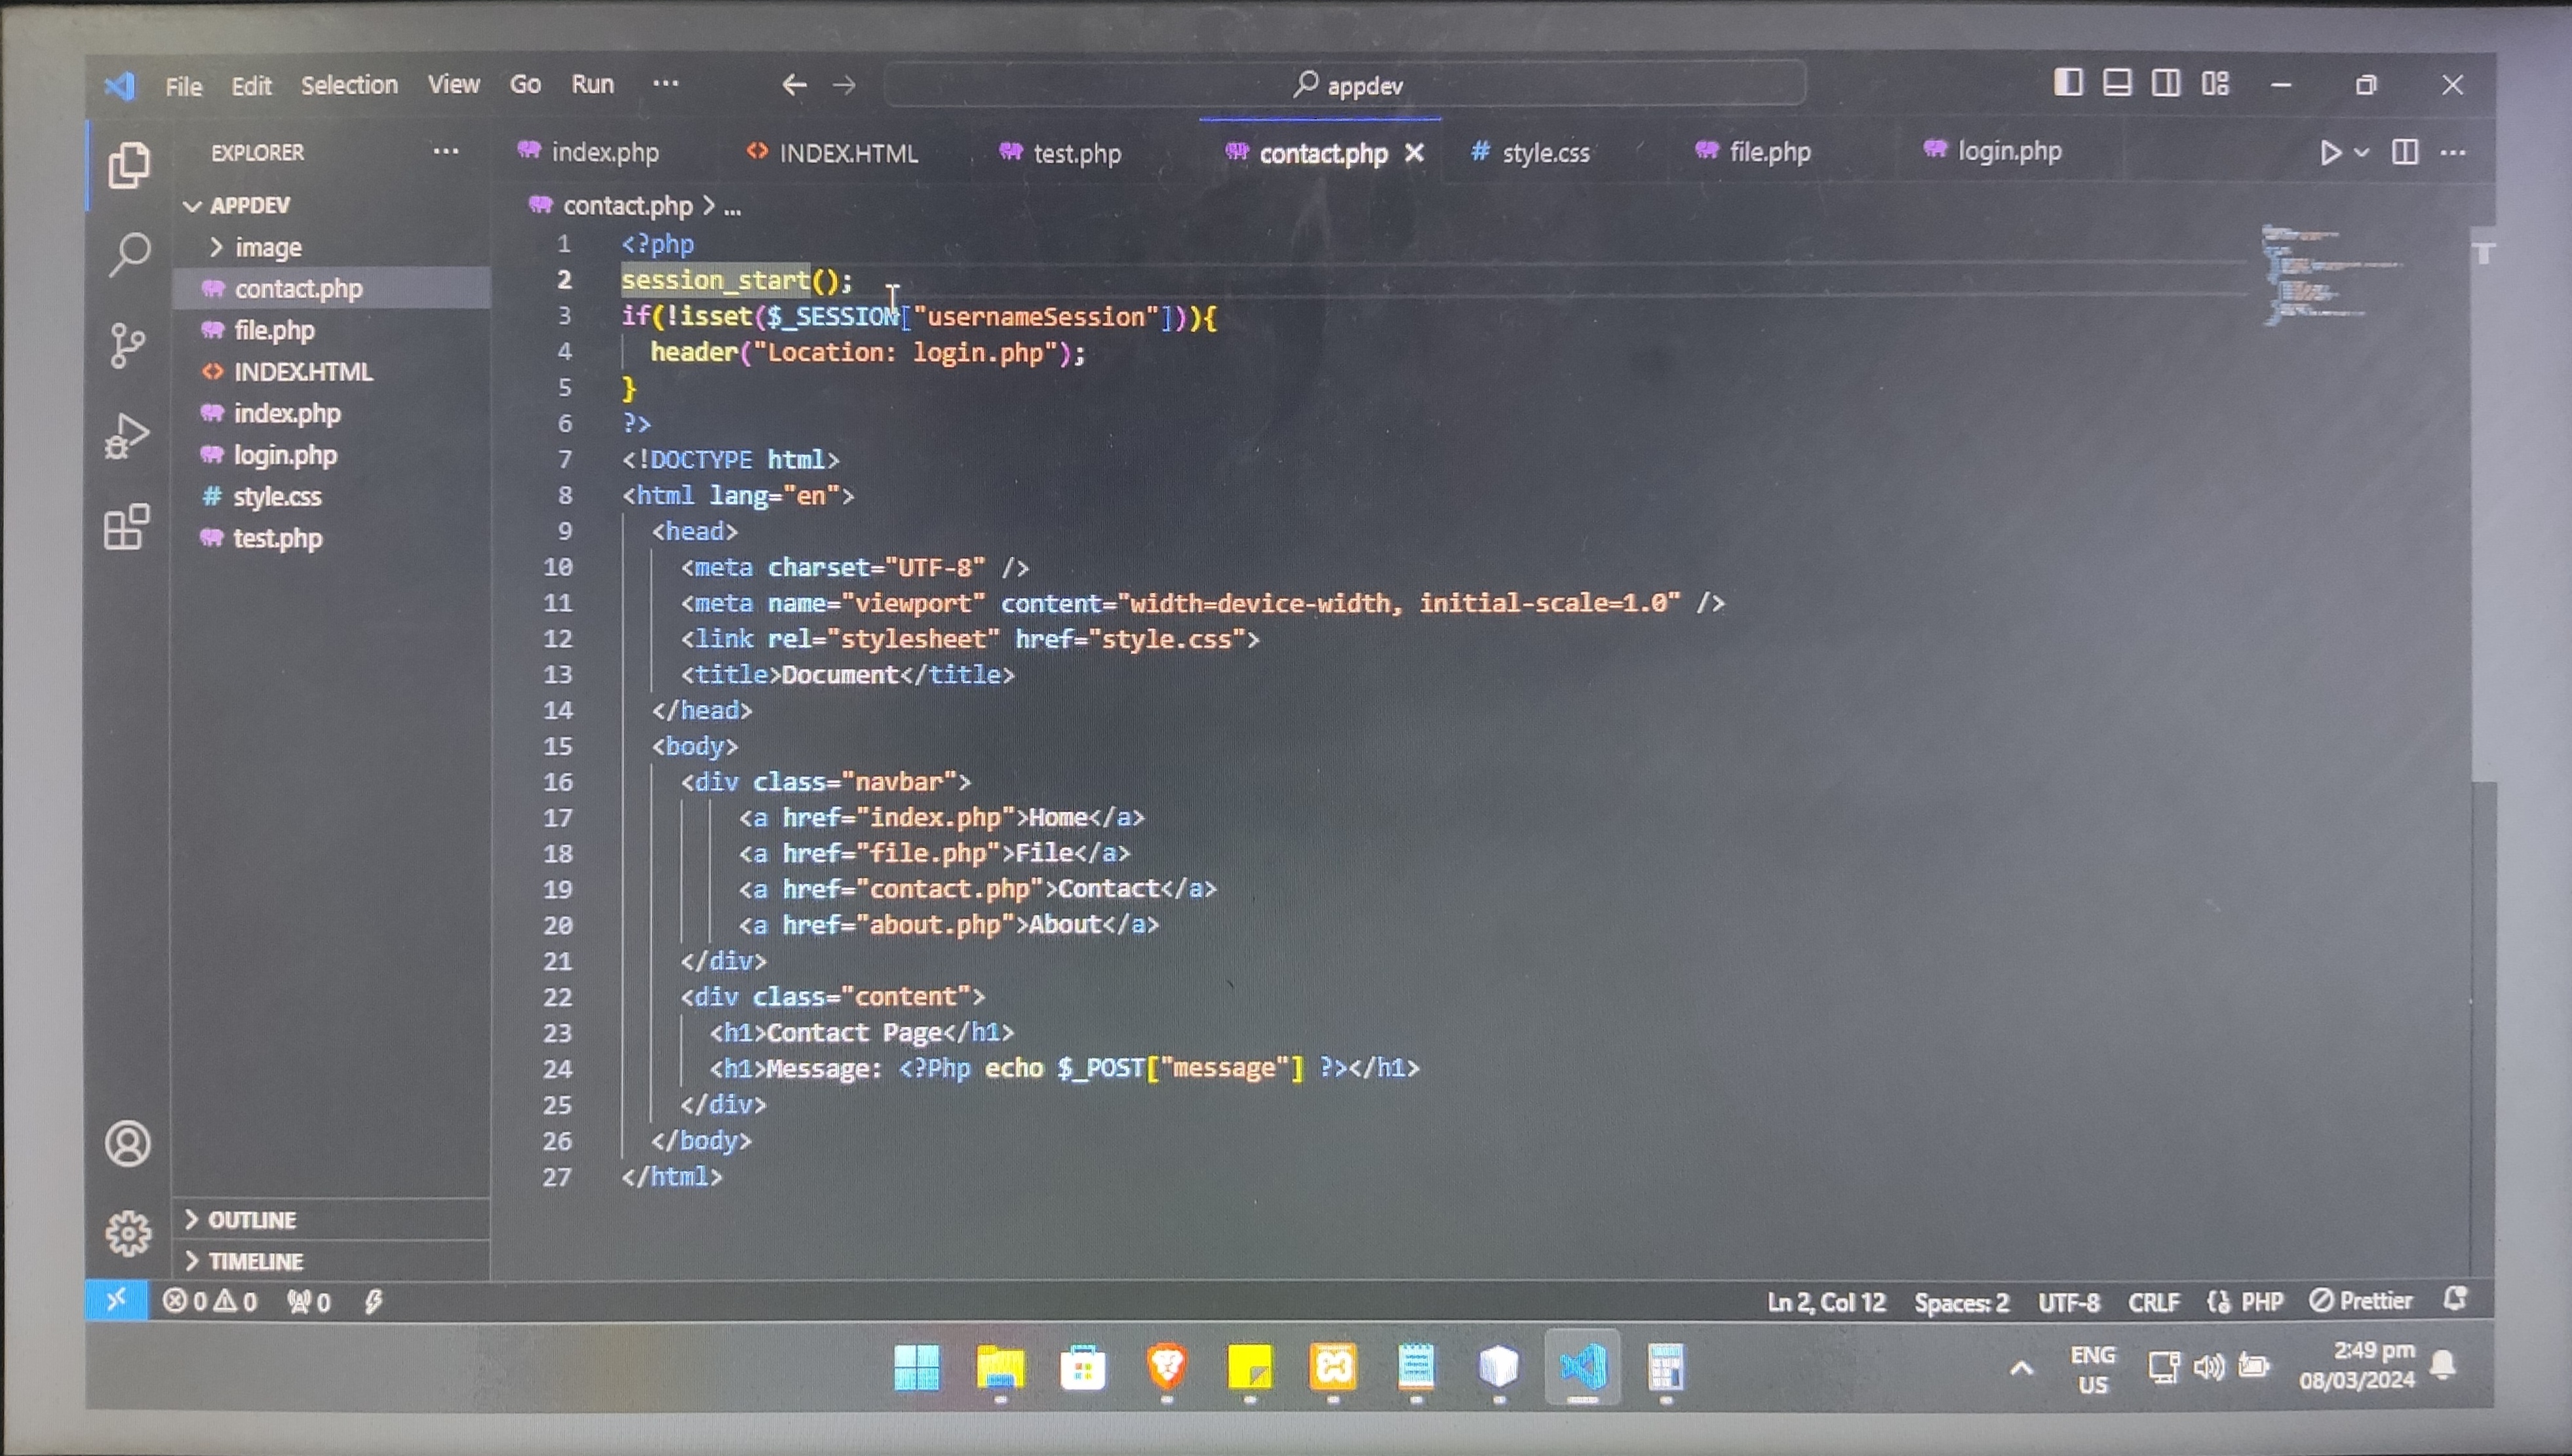 File Edit Selection View Go Run ... appdev
EXPLORER ...
index.php INDEX.HTML test.php contact.php style.css file.php login.php
APPDEV
image
contact.php
file.php
INDEX.HTML
index.php
login.php
style.css
test.php
OUTLINE
TIMELINE
contact.php > ...
1 <?php
2 session_start();
3 if(!isset($_SESSION["usernameSession"])){
4 header("Location: login.php");
5 }
6 ?>
7 <!DOCTYPE html>
8 <html lang="en">
9 <head>
10 <meta charset="UTF-8" />
11 <meta name="viewport" content="width=device-width, initial-scale=1.0" />
12 <link rel="stylesheet" href="style.css">
13 <title>Document</title>
14 </head>
15 <body>
16 <div class="navbar">
17 <a href="index.php">Home</a>
18 <a href="file.php">File</a>
19 <a href="contact.php">Contact</a>
20 <a href="about.php">About</a>
21 </div>
22 <div class="content">
23 <h1>Contact Page</h1>
24 <h1>Message: <?Php echo $_POST["message"] ?></h1>
25 </div>
26 </body>
27 </html>
0 0 0 Ln 2, Col 12 Spaces: 2 UTF-8 CRLF PHP Prettier
ENG
US
2:49 pm
08/03/2024